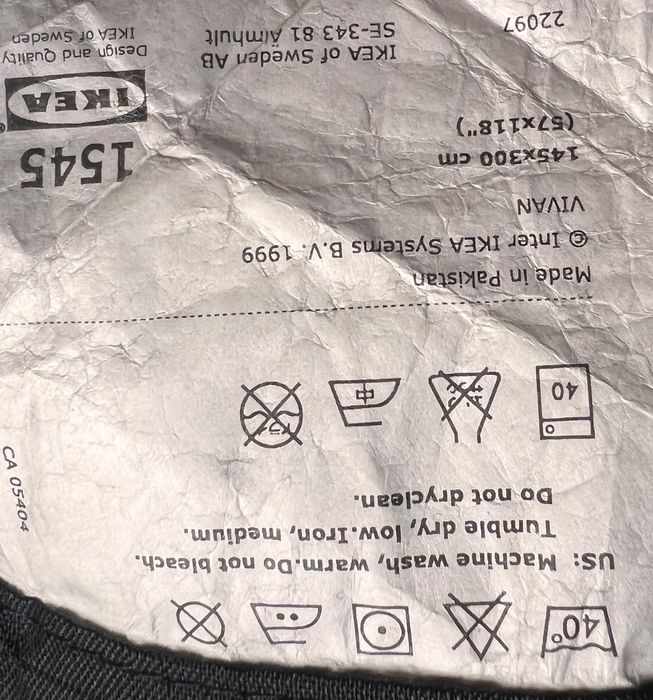 40°
US: Machine wash, warm.Do not bleach.
Tumble dry, low.Iron, medium.
Do not dryclean.
CA 05404
40 中
Made in Pakistan
© Inter IKEA Systems B.V. 1999
VIVAN
145x300 cm
(57x118")
1545
IKEA
Design and Quality
IKEA of Sweden
IKEA of Sweden AB
SE-343 81 Älmhult
22097